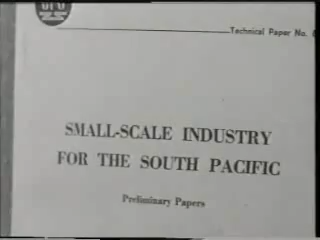 Technical Paper No.
SMALL-SCALE INDUSTRY
FOR THE SOUTH PACIFIC
Preliminary Papers